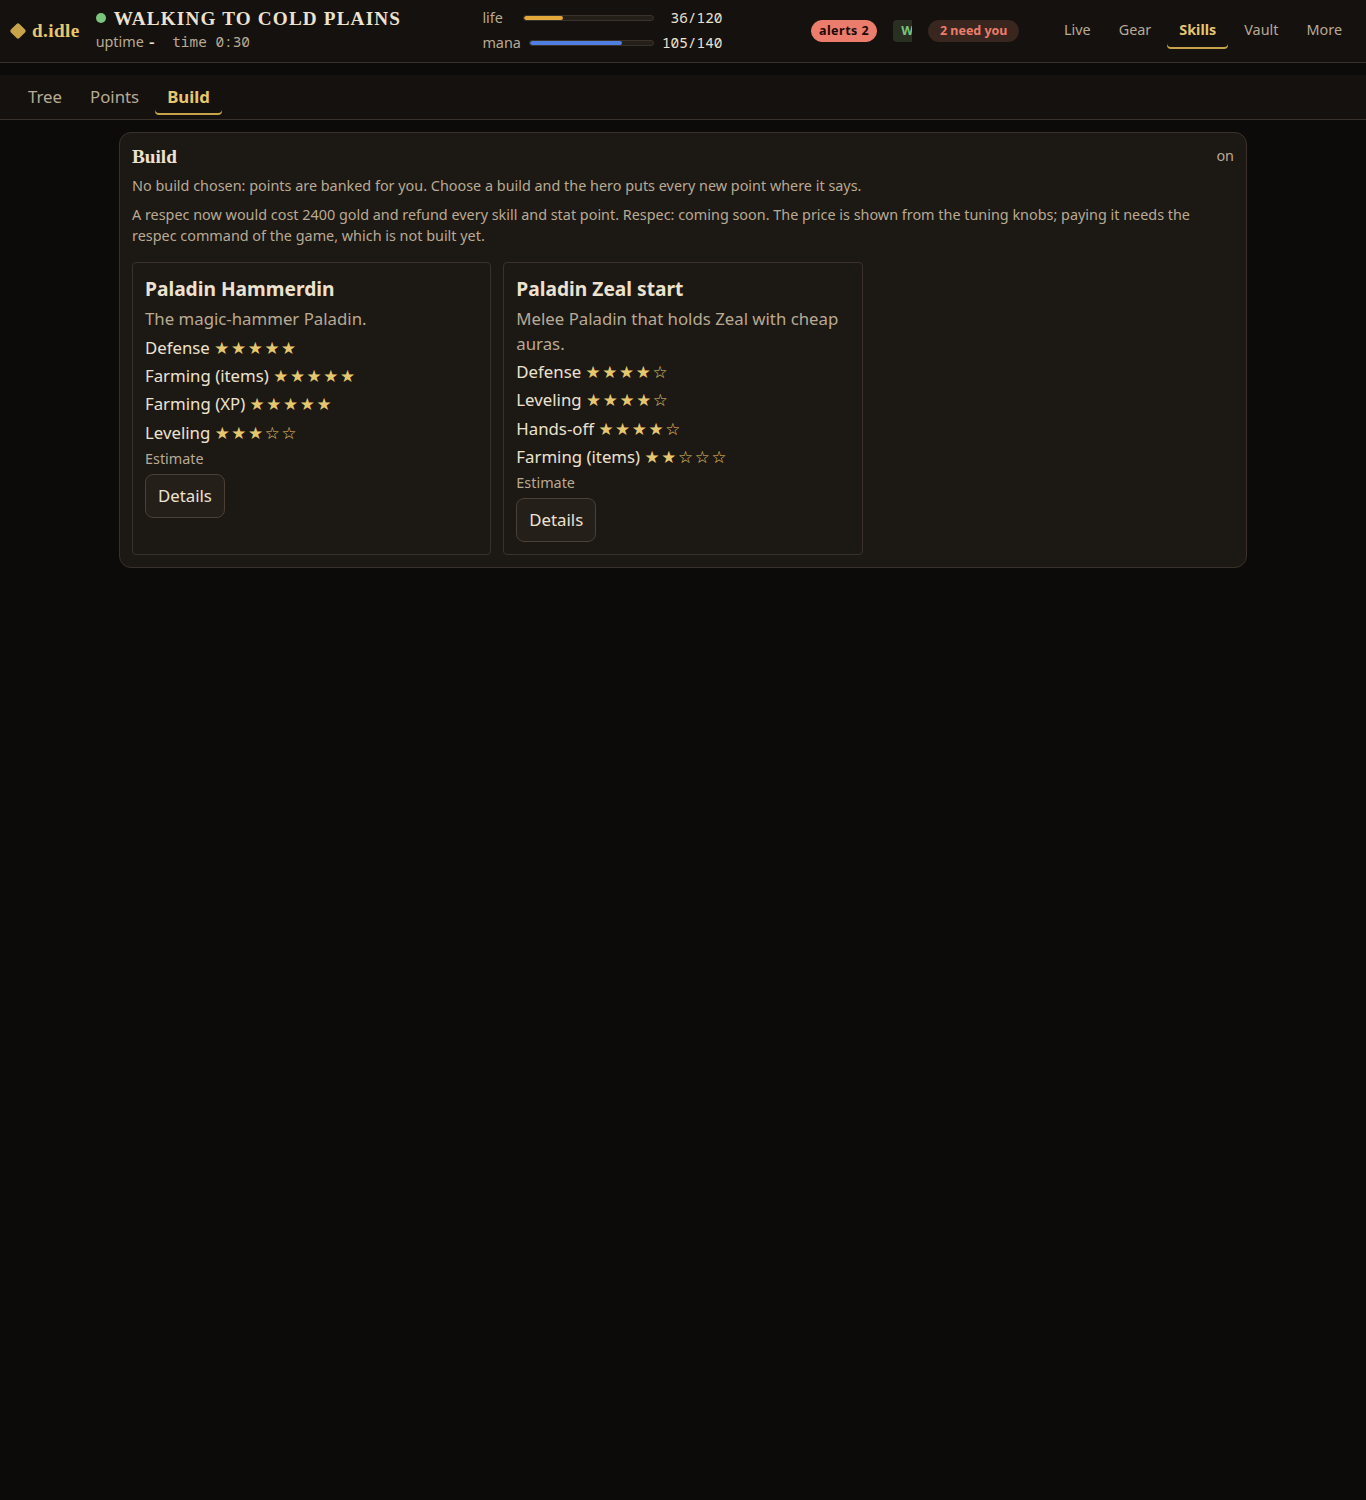 d.idle
WALKING TO COLD PLAINS
uptime - time 0:30
life 36/120
mana 105/140
alerts 2
W
2 need you
Live Gear Skills Vault More
Tree Points Build
Build on
No build chosen: points are banked for you. Choose a build and the hero puts every new point where it says.
A respec now would cost 2400 gold and refund every skill and stat point. Respec: coming soon. The price is shown from the tuning knobs; paying it needs the
respec command of the game, which is not built yet.
Paladin Hammerdin
The magic-hammer Paladin.
Defense ★★★★★
Farming (items) ★★★★★
Farming (XP) ★★★★★
Leveling ★★★☆☆
Estimate
Details
Paladin Zeal start
Melee Paladin that holds Zeal with cheap
auras.
Defense ★★★★☆
Leveling ★★★★☆
Hands-off ★★★★☆
Farming (items) ★★☆☆☆
Estimate
Details